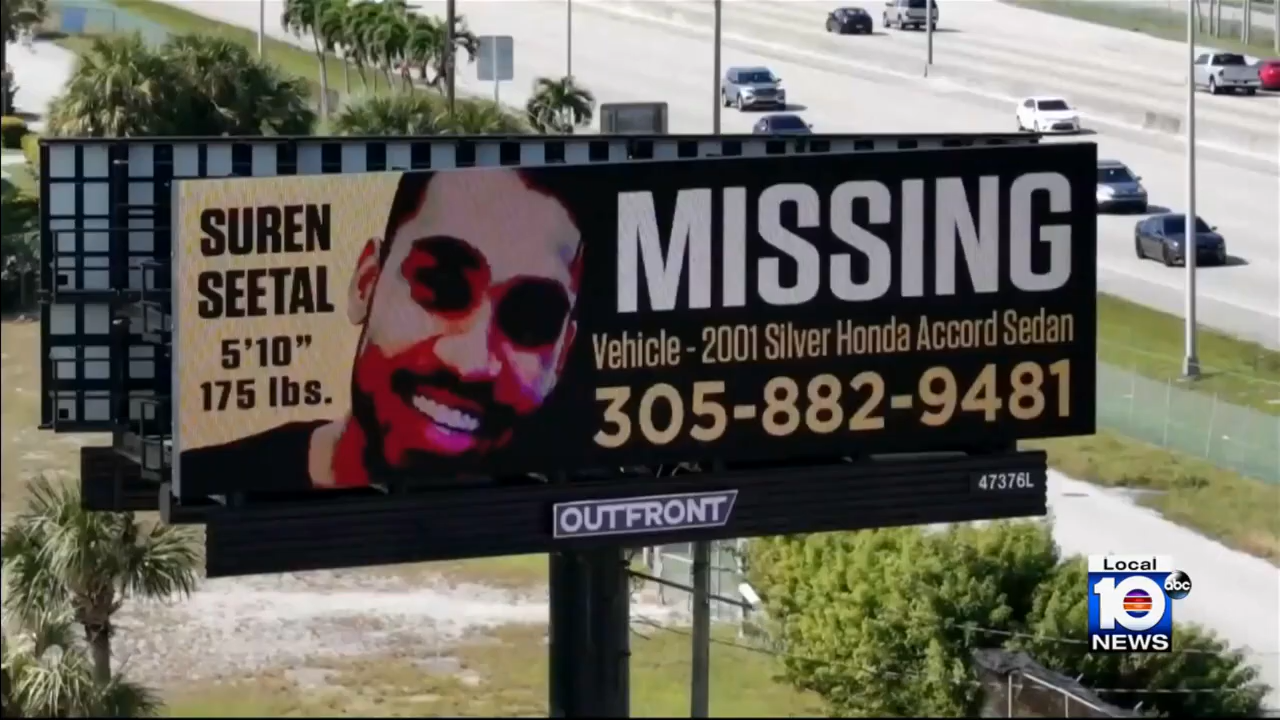 SUREN
SEETAL
5'10"
175 lbs.
MISSING
Vehicle - 2001 Silver Honda Accord Sedan
305-882-9481
47376L
OUTFRONT
Local
10
abc
NEWS